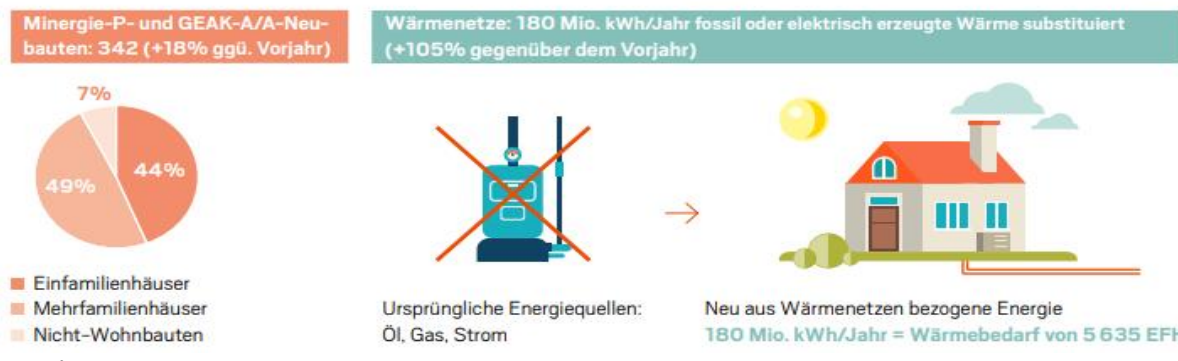 Minergie-P- und GEAK-A/A-Neu-
bauten: 342 (+18% ggü. Vorjahr)
7%
44%
49%
Einfamilienhäuser
Mehrfamilienhäuser
Nicht-Wohnbauten
Wärmenetze: 180 Mio. kWh/Jahr fossil oder elektrisch erzeugte Wärme substituiert
(+105% gegenüber dem Vorjahr)
Ursprüngliche Energiequellen:
Öl, Gas, Strom
Neu aus Wärmenetzen bezogene Energie
180 Mio. kWh/Jahr = Wärmebedarf von 5 635 EFH